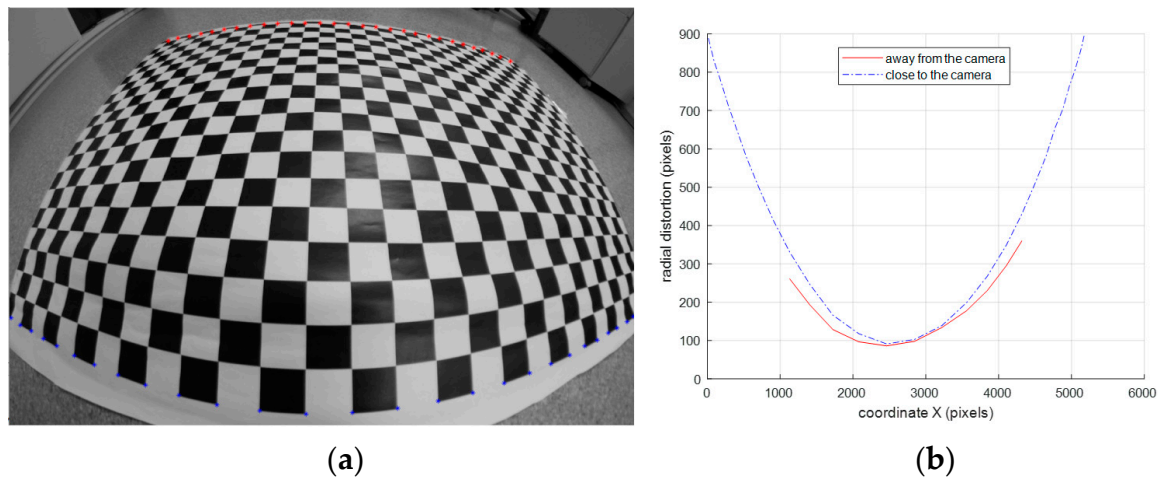 900
800
700
600
500
400
300
200
100
0
radial distortion (pixels)
away from the camera
close to the camera
0 1000 2000 3000 4000 5000 6000
coordinate X (pixels)
(a) (b)